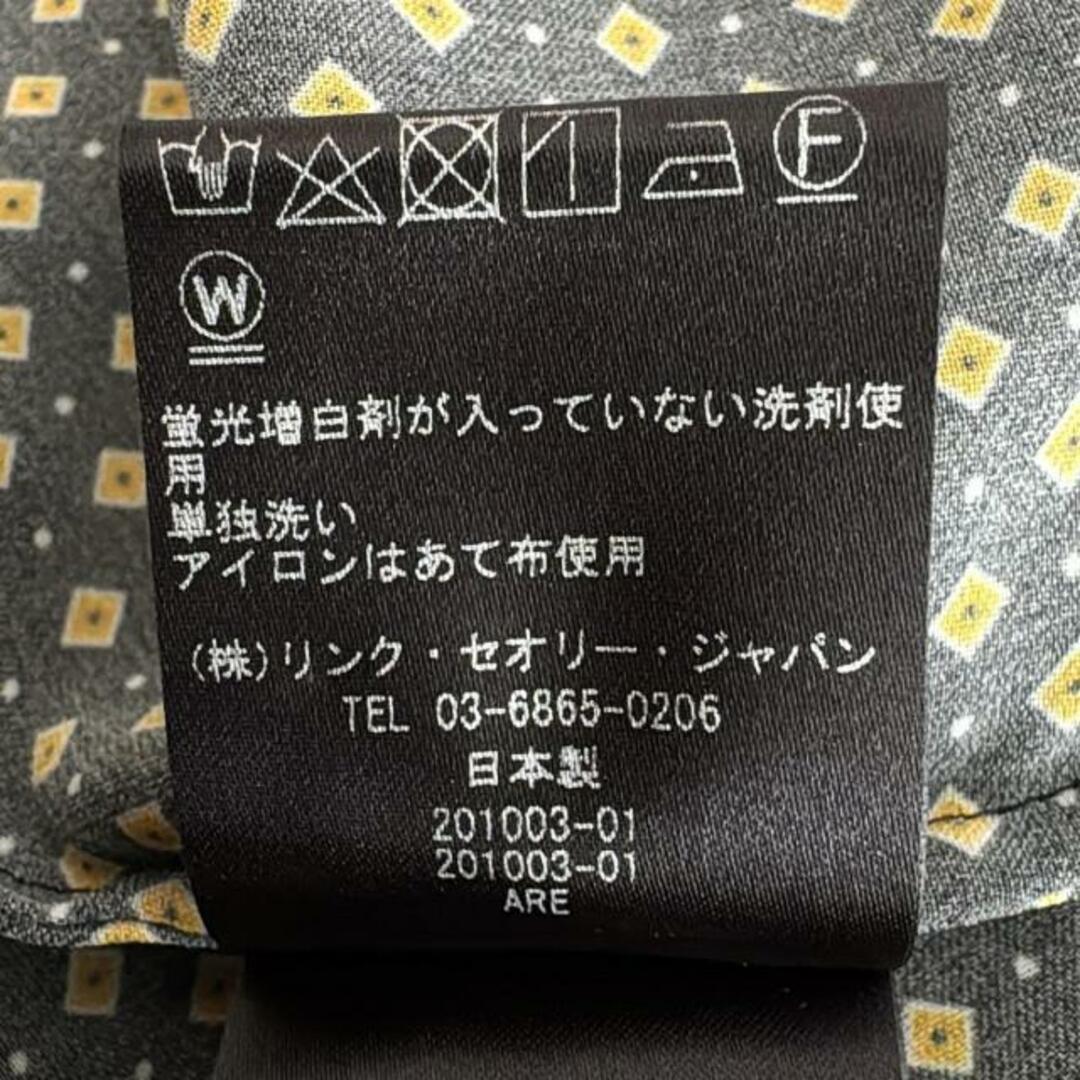 F
W
蛍光増白剤が入っていない洗剤使
用
単独洗い
アイロンはあて布使用
(株)リンク・セオリー・ジャパン
TEL 03-6865-0206
日本製
201003-01
201003-01
ARE